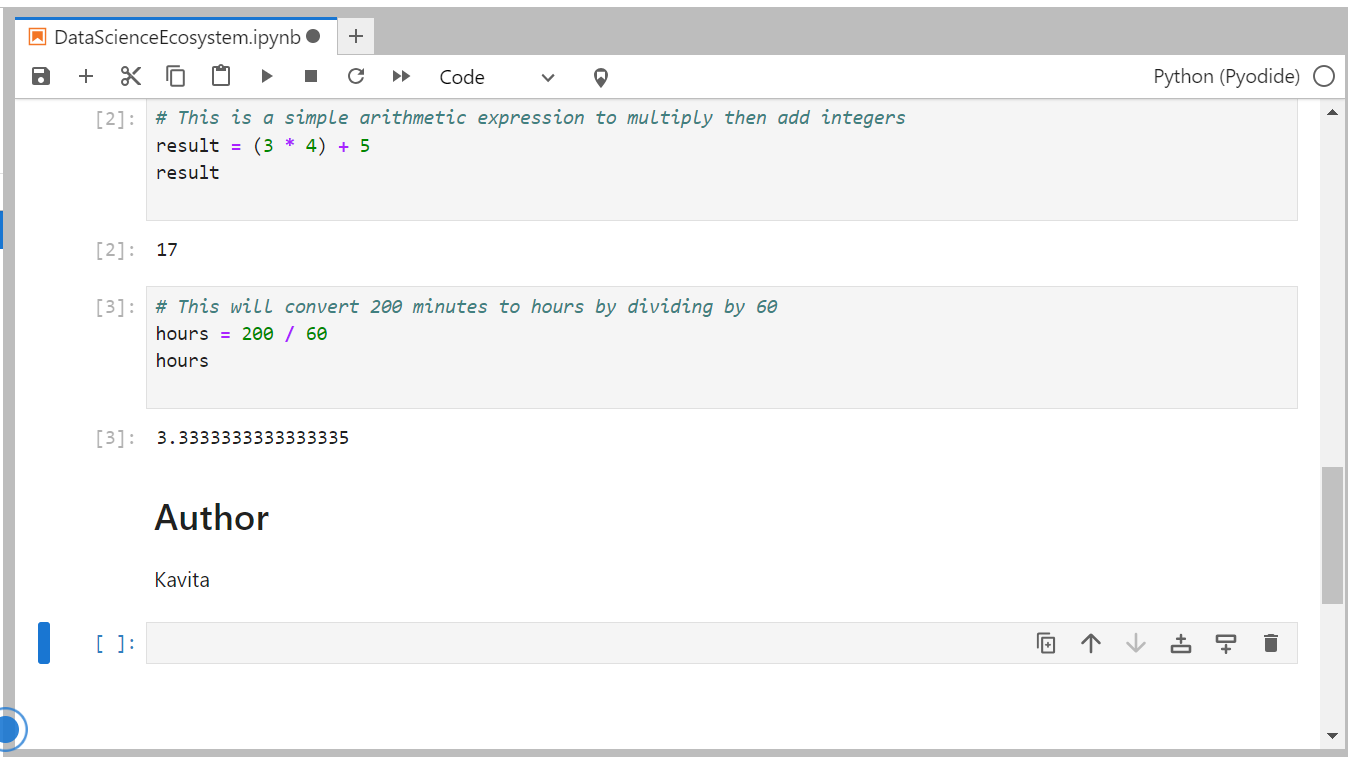 DataScienceEcosystem.ipynb
Code
Python (Pyodide)
[2]: # This is a simple arithmetic expression to multiply then add integers
result = (3 * 4) + 5
result
[2]: 17
[3]: # This will convert 200 minutes to hours by dividing by 60
hours = 200 / 60
hours
[3]: 3.3333333333333335
Author
Kavita
[ ]: